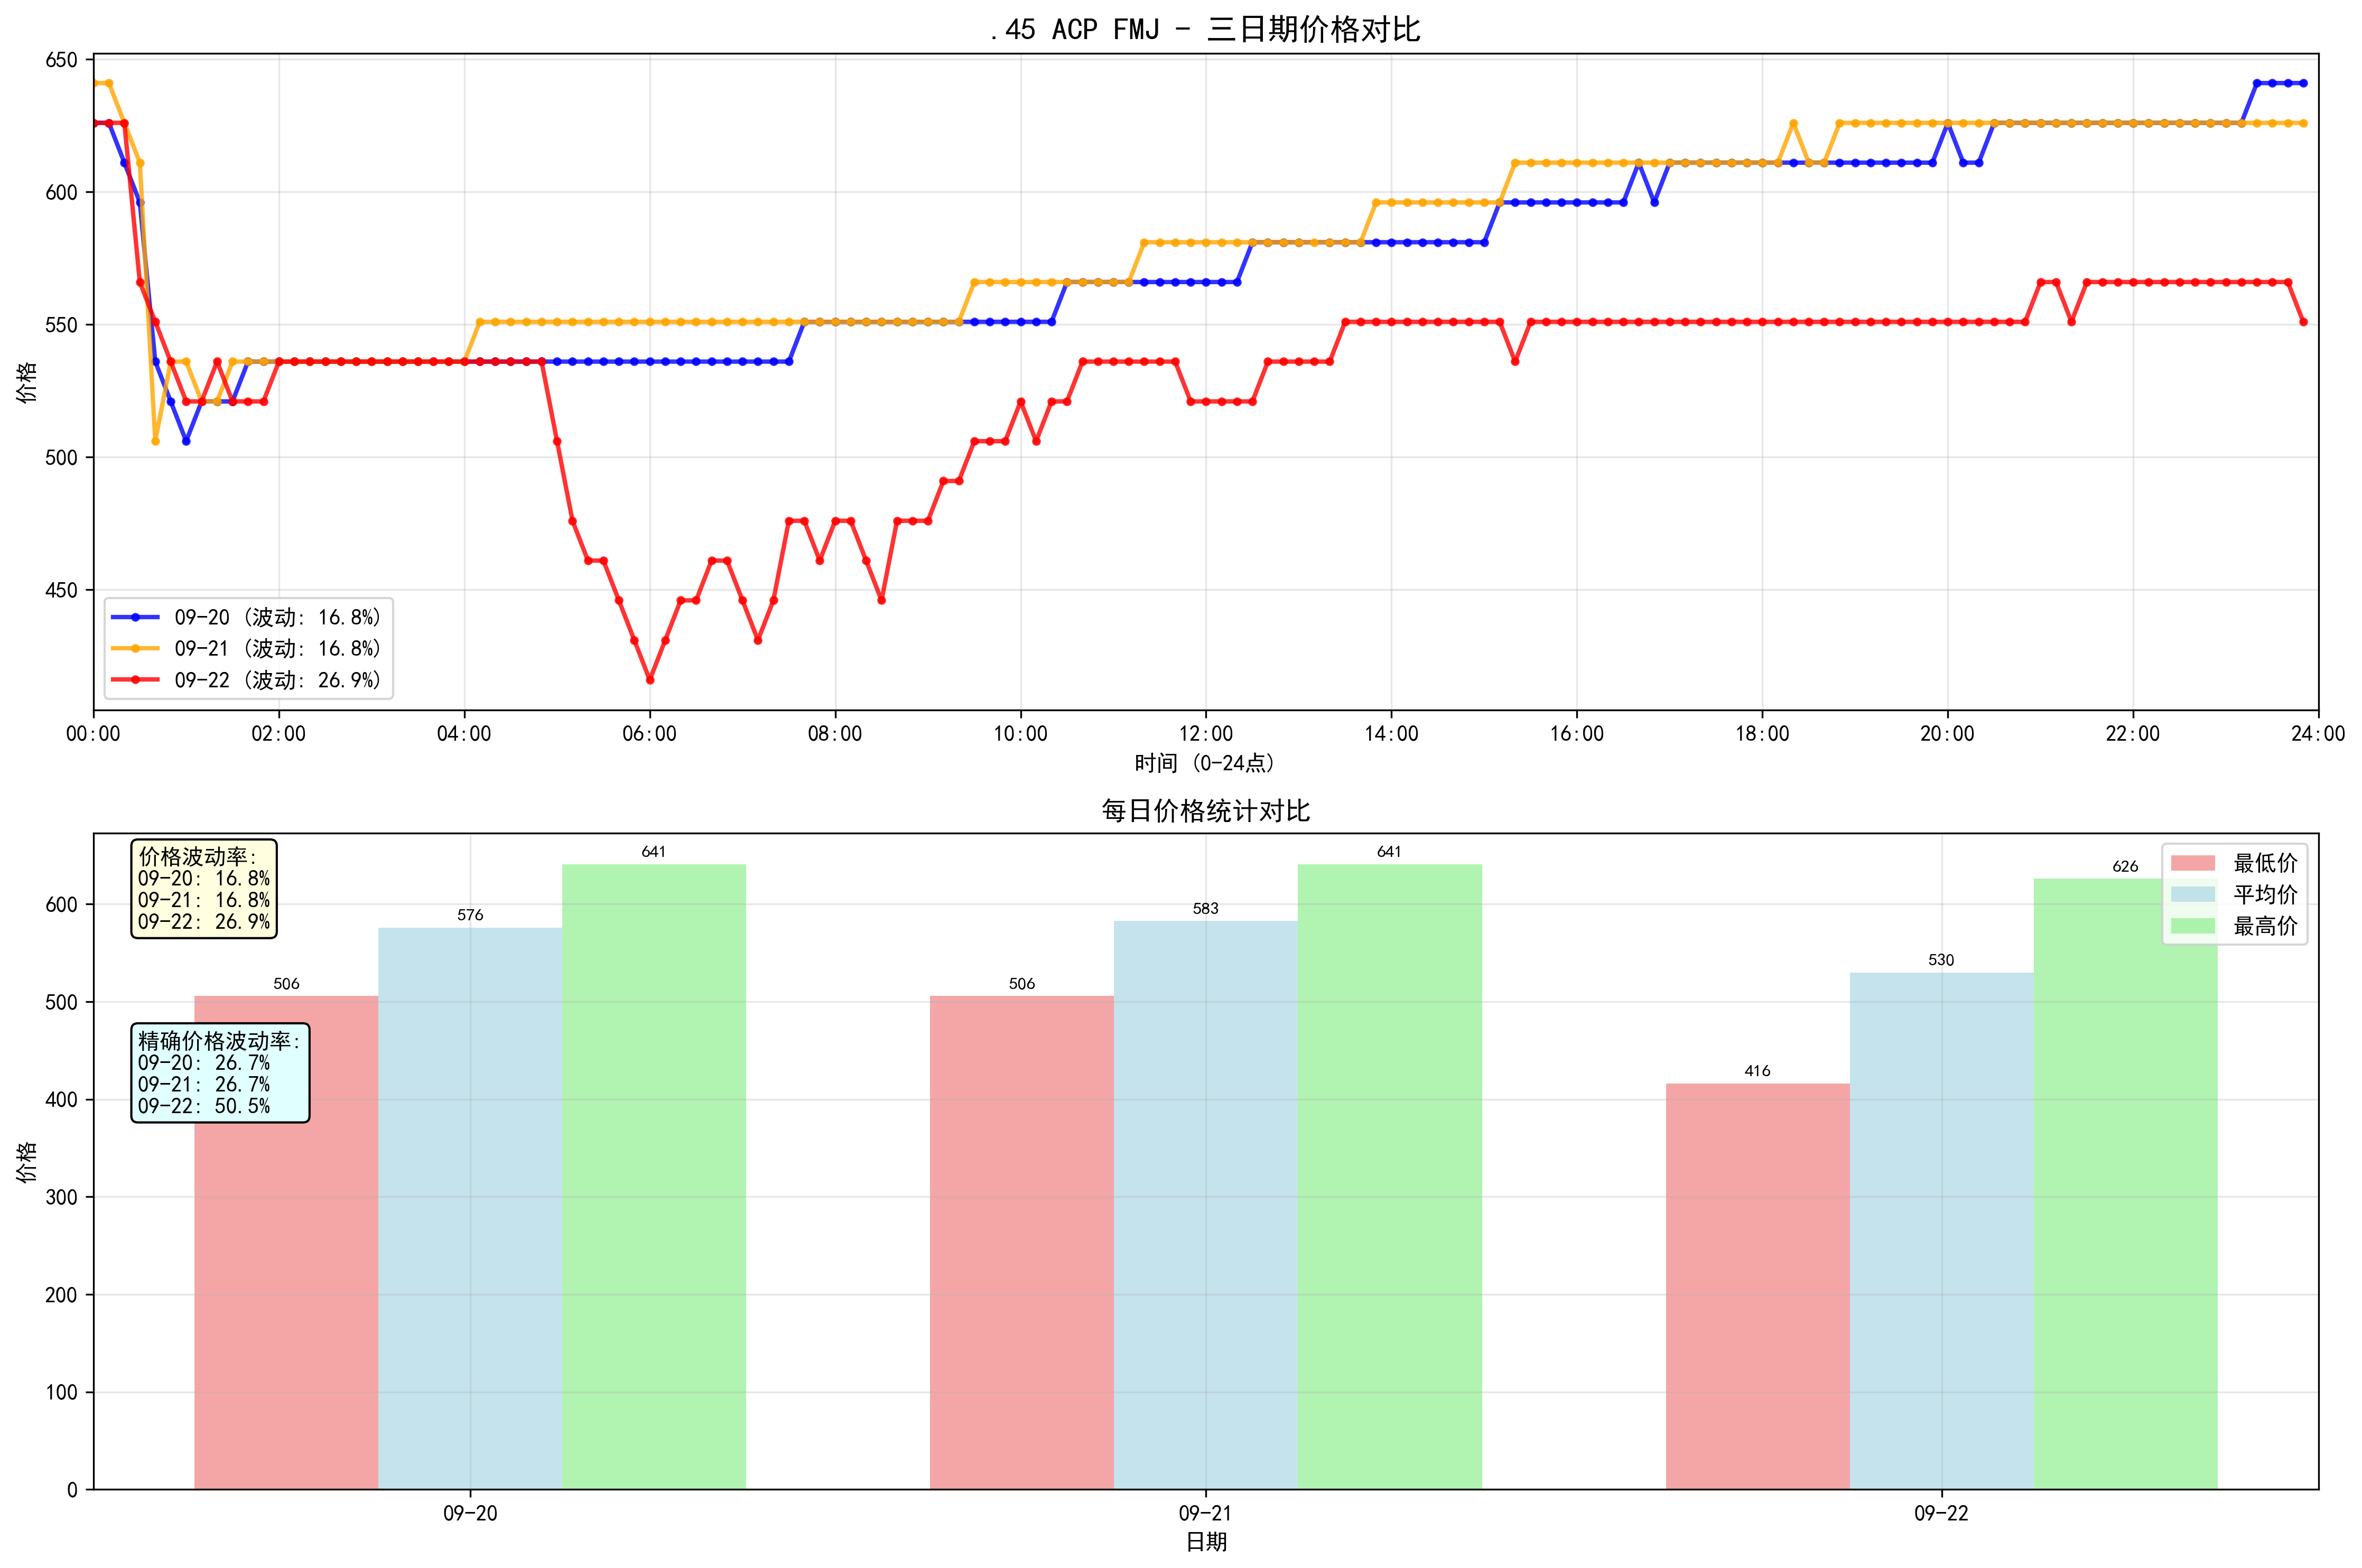 .45 ACP FMJ - 三日期价格对比
650
600
550
500
450
价格
09-20 (波动: 16.8%)
09-21 (波动: 16.8%)
09-22 (波动: 26.9%)
00:00 02:00 04:00 06:00 08:00 10:00 12:00 14:00 16:00 18:00 20:00 22:00 24:00
时间 (0-24点)
每日价格统计对比
价格波动率:
09-20: 16.8%
09-21: 16.8%
09-22: 26.9%
精确价格波动率:
09-20: 26.7%
09-21: 26.7%
09-22: 50.5%
506 576 641 506 583 641 416 530 626
最低价
平均价
最高价
600
500
400
300
200
100
0
价格
09-20 09-21 09-22
日期